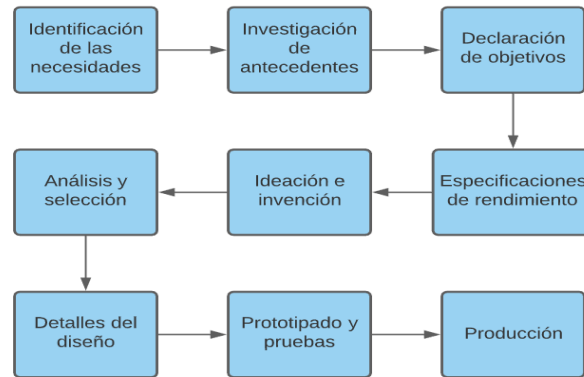 Identificación
de las
necesidades
Investigación
de
antecedentes
Declaración
de objetivos
Especificaciones
de rendimiento
Ideación e
invención
Análisis y
selección
Detalles del
diseño
Prototipado y
pruebas
Producción